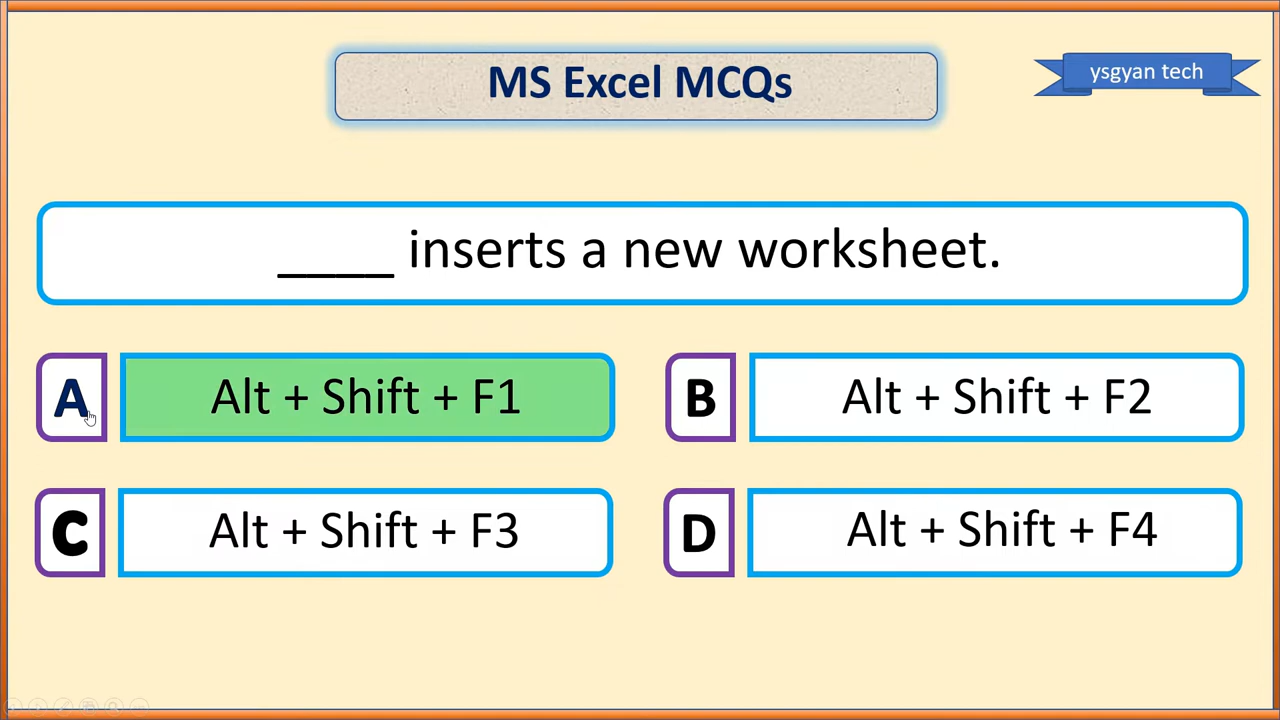 MS Excel MCQs
ysgyan tech
____ inserts a new worksheet.
A
Alt + Shift + F1
B
Alt + Shift + F2
C
Alt + Shift + F3
D
Alt + Shift + F4